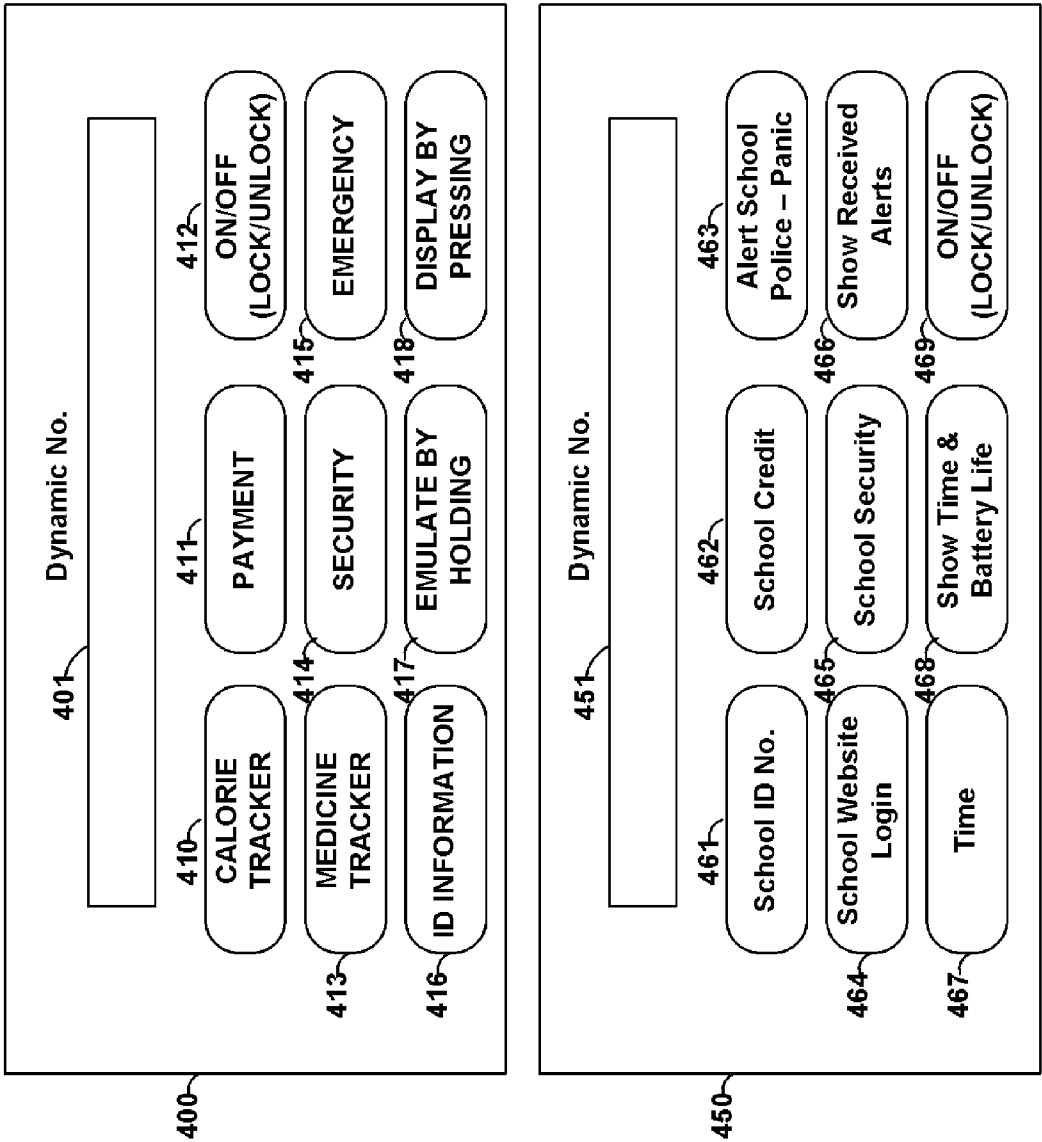 Dynamic No.
401
410
411
412
CALORIE
TRACKER
PAYMENT
ON/OFF
(LOCK/UNLOCK)
414
415
MEDICINE
TRACKER
SECURITY
EMERGENCY
413
417
418
ID INFORMATION
EMULATE BY
HOLDING
DISPLAY BY
PRESSING
416
400
Dynamic No.
451
461
462
463
School ID No.
School Credit
Alert School
Police – Panic
465
466
School Website
Login
School Security
Show Received
Alerts
464
468
469
Time
Show Time &
Battery Life
ON/OFF
(LOCK/UNLOCK)
467
450